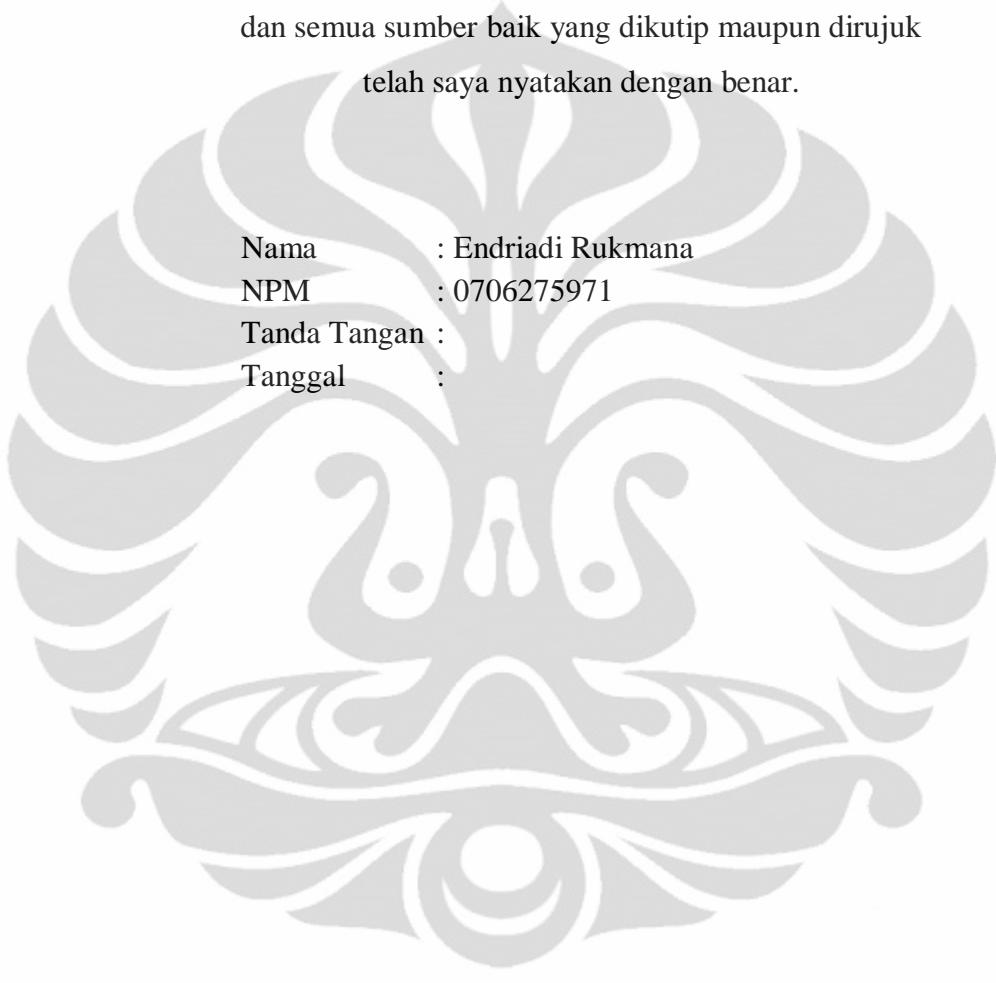 dan semua sumber baik yang dikutip maupun dirujuk
telah saya nyatakan dengan benar.
Nama : Endriadi Rukmana
NPM : 0706275971
Tanda Tangan :
Tanggal :